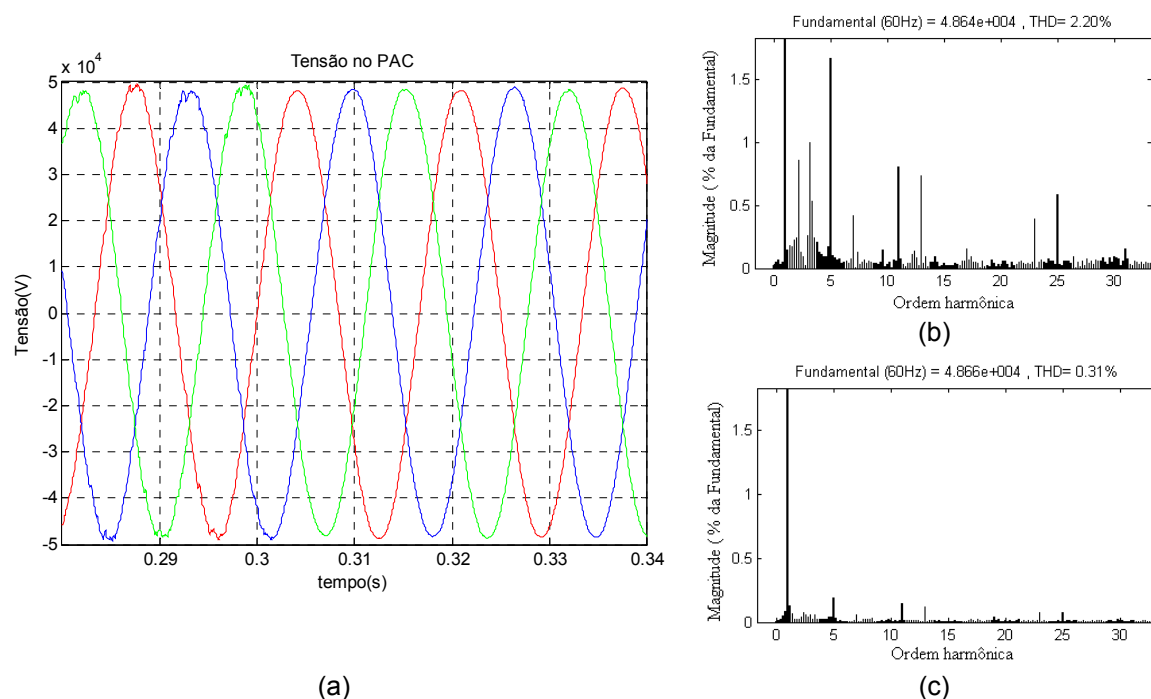 Tensão no PAC
x 10⁴
5
4
3
2
1
0
-1
-2
-3
-4
-5
Tensão(V)
0.29 0.3 0.31 0.32 0.33 0.34
tempo(s)
(a)
Fundamental (60Hz) = 4.864e+004 , THD= 2.20%
1.5
1
0.5
0
Magnitude ( % da Fundamental)
0 5 10 15 20 25 30
Ordem harmônica
(b)
Fundamental (60Hz) = 4.866e+004 , THD= 0.31%
1.5
1
0.5
0
Magnitude ( % da Fundamental)
0 5 10 15 20 25 30
Ordem harmônica
(c)